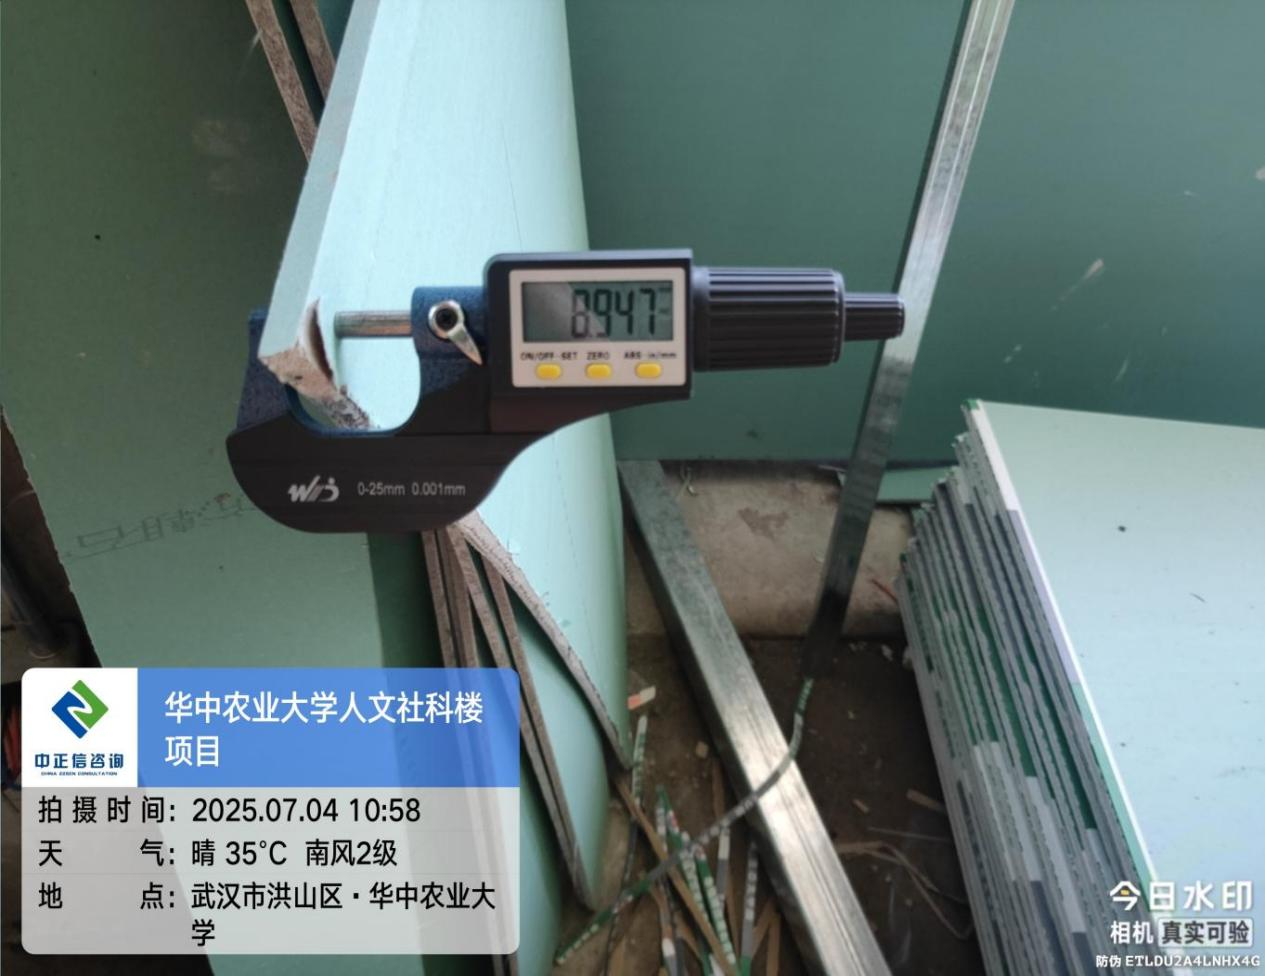 8.947
ON/OFF·SET ZERO ABS·in/mm
0-25mm 0.001mm
华中农业大学人文社科楼
项目
中正信咨询
拍摄时间: 2025.07.04 10:58
天气: 晴 35℃ 南风2级
地点: 武汉市洪山区·华中农业大
学
今日水印
相机 真实可验
防伪 ETLDU2A4LNHX4G